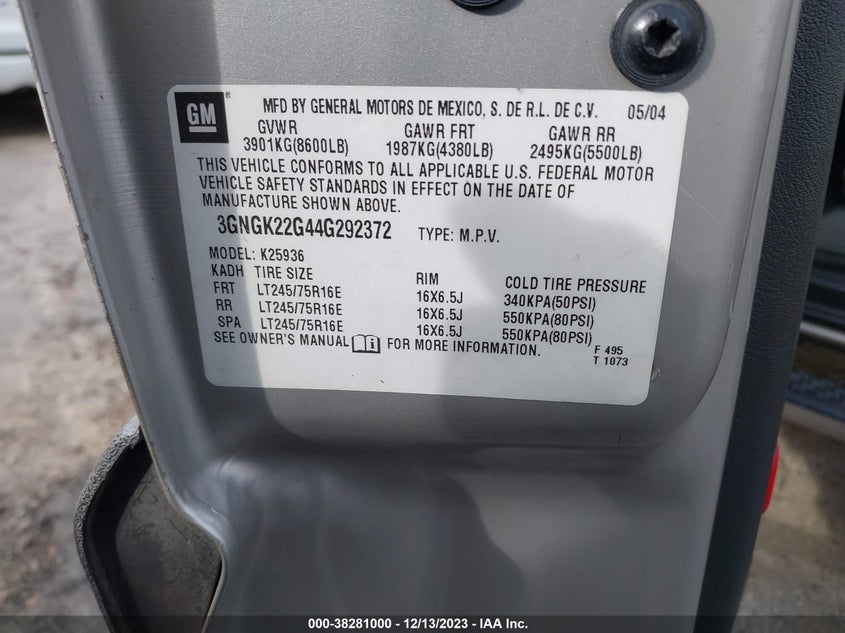 GM ® MFD BY GENERAL MOTORS DE MEXICO, S. DE R.L. DE C.V. 05/04
GVWR GAWR FRT GAWR RR
3901KG(8600LB) 1987KG(4380LB) 2495KG(5500LB)
THIS VEHICLE CONFORMS TO ALL APPLICABLE U.S. FEDERAL MOTOR
VEHICLE SAFETY STANDARDS IN EFFECT ON THE DATE OF
MANUFACTURE SHOWN ABOVE.
3GNGK22G44G292372 TYPE: M.P.V.
MODEL: K25936
KADH TIRE SIZE RIM COLD TIRE PRESSURE
FRT LT245/75R16E 16X6.5J 340KPA(50PSI)
RR LT245/75R16E 16X6.5J 550KPA(80PSI)
SPA LT245/75R16E 16X6.5J 550KPA(80PSI)
SEE OWNER'S MANUAL i FOR MORE INFORMATION.
F 495
T 1073
000-38281000 - 12/13/2023 - IAA Inc.